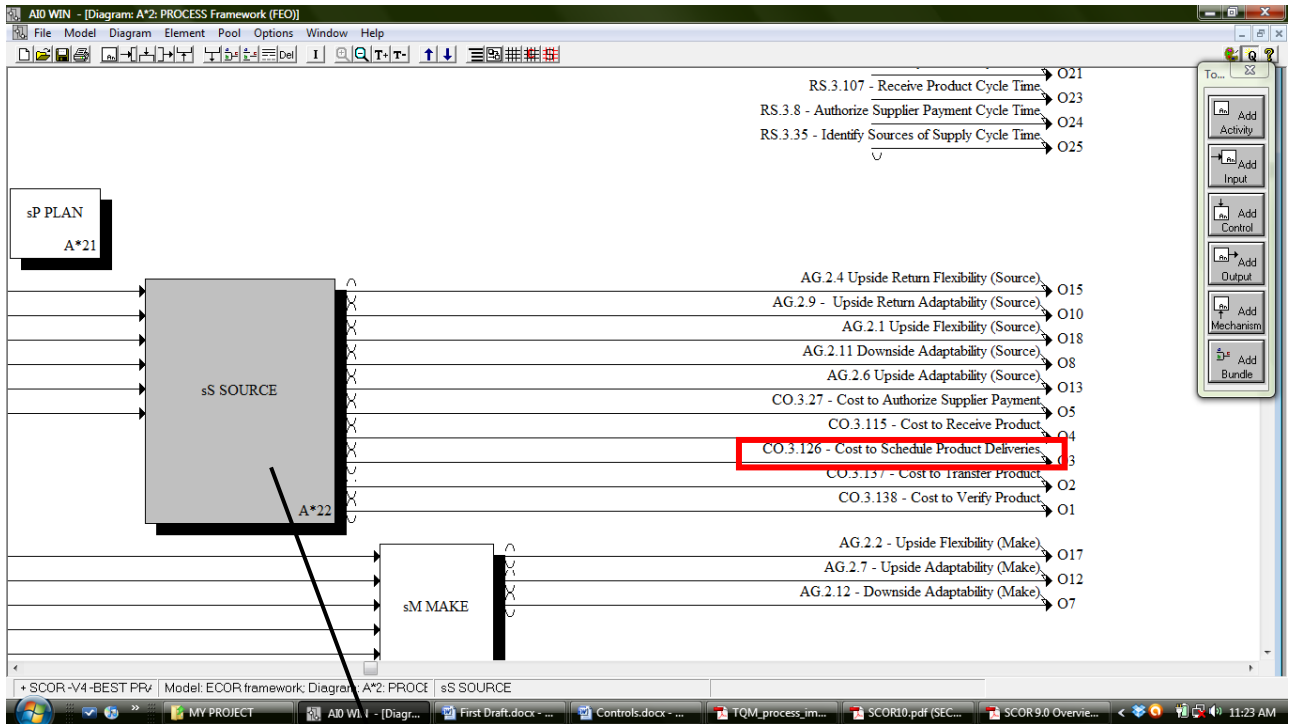 AI0 WIN - [Diagram: A*2: PROCESS Framework (FEO)]
File Model Diagram Element Pool Options Window Help
Del I T+ T-
Q ?
To...
Add Activity
Add Input
Add Control
Add Output
Add Mechanism
Add Bundle
O21
RS.3.107 - Receive Product Cycle Time
O23
RS.3.8 - Authorize Supplier Payment Cycle Time
O24
RS.3.35 - Identify Sources of Supply Cycle Time
O25
sP PLAN
A*21
AG.2.4 Upside Return Flexibility (Source)
O15
AG.2.9 - Upside Return Adaptability (Source)
O10
AG.2.1 Upside Flexibility (Source)
O18
AG.2.11 Downside Adaptability (Source)
O8
AG.2.6 Upside Adaptability (Source)
O13
sS SOURCE
CO.3.27 - Cost to Authorize Supplier Payment
O5
CO.3.115 - Cost to Receive Product
O4
CO.3.126 - Cost to Schedule Product Deliveries
O3
CO.3.137 - Cost to Transfer Product
O2
CO.3.138 - Cost to Verify Product
A*22
O1
AG.2.2 - Upside Flexibility (Make)
O17
AG.2.7 - Upside Adaptability (Make)
O12
AG.2.12 - Downside Adaptability (Make)
O7
sM MAKE
+ SCOR-V4-BEST PR Model: ECOR framework; Diagram: A*2: PROCE sS SOURCE
MY PROJECT AI0 WI - [Diagr... First Draft.docx - ... Controls.docx - ... TQM_process_im... SCOR10.pdf (SEC... SCOR 9.0 Overvie... 11:23 AM